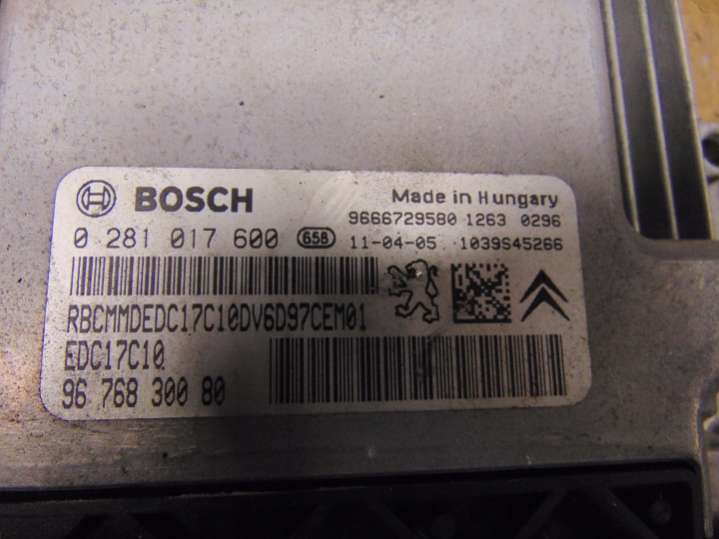 BOSCH
Made in Hungary
9666729580 1263 0296
0 281 017 600 658 11-04-05 1039S45266
RBCMMDEDC17C10DV6D97CEM01
EDC17C10
96 768 300 80